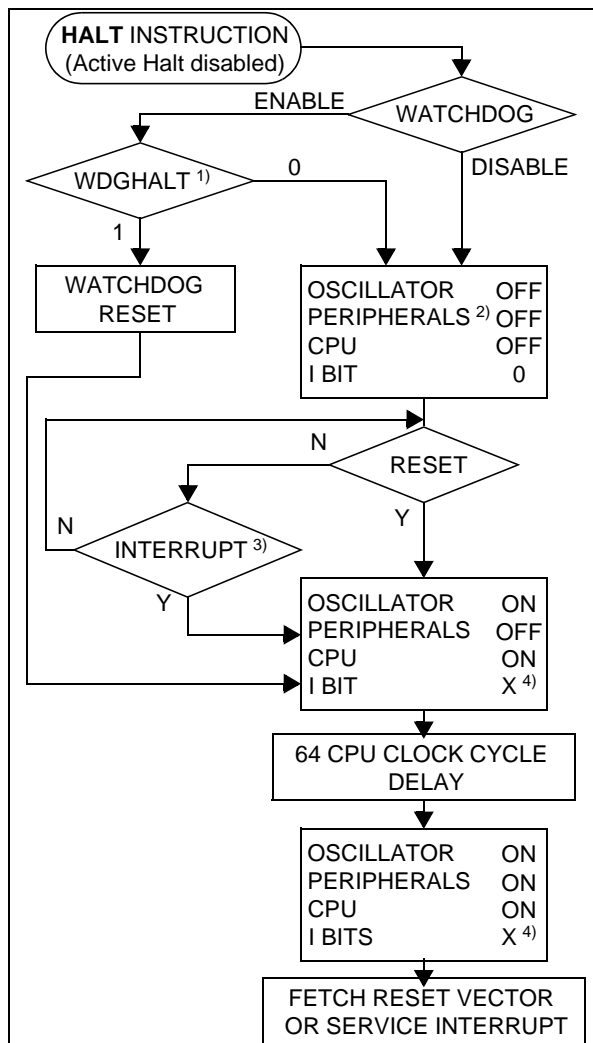 HALT INSTRUCTION
(Active Halt disabled)
ENABLE
WATCHDOG
DISABLE
WDGHALT 1)
0
1
WATCHDOG
RESET
OSCILLATOR OFF
PERIPHERALS 2) OFF
CPU OFF
I BIT 0
N
RESET
Y
N
INTERRUPT 3)
Y
OSCILLATOR ON
PERIPHERALS OFF
CPU ON
I BIT X 4)
64 CPU CLOCK CYCLE
DELAY
OSCILLATOR ON
PERIPHERALS ON
CPU ON
I BITS X 4)
FETCH RESET VECTOR
OR SERVICE INTERRUPT